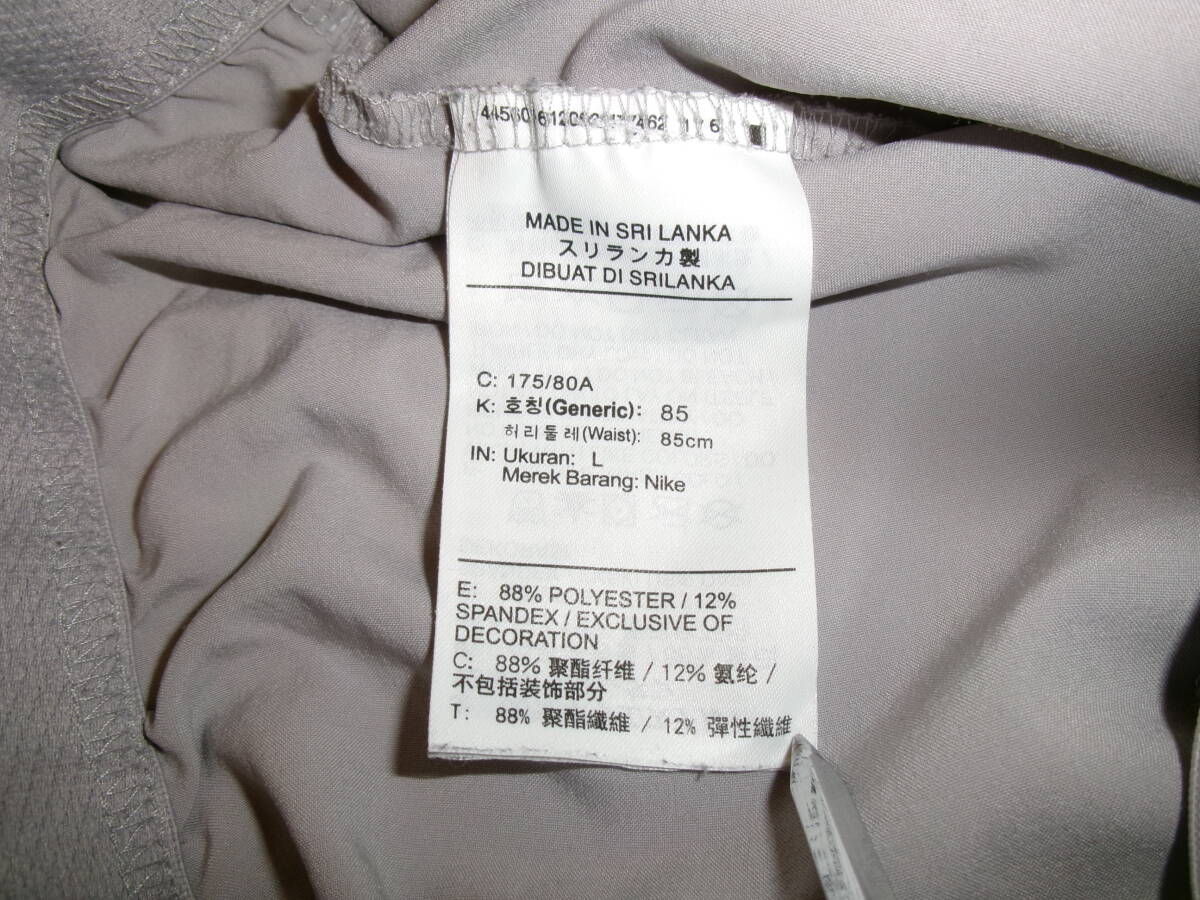 MADE IN SRI LANKA
スリランカ製
DIBUAT DI SRILANKA
C: 175/80A
K: 호칭(Generic): 85
허리둘레(Waist): 85cm
IN: Ukuran: L
Merek Barang: Nike
E: 88% POLYESTER / 12%
SPANDEX / EXCLUSIVE OF
DECORATION
C: 88% 聚酯纤维 / 12% 氨纶 /
不包括装饰部分
T: 88% 聚酯纖維 / 12% 彈性纖維